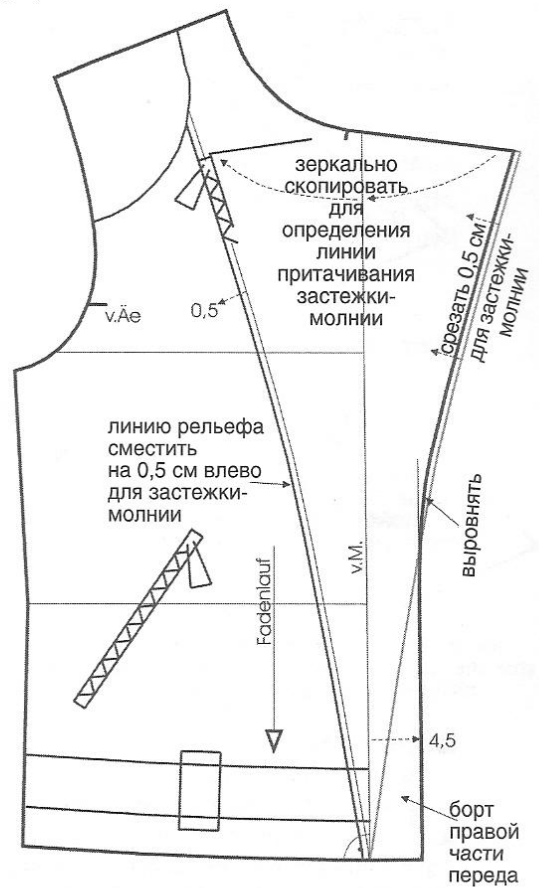 зеркально
скопировать
для
определения
линии
притачивания
застежки-
молнии
срезать 0,5 см
для застежки-
молнии
v.Äe
0,5
линию рельефа
сместить
на 0,5 см влево
для застежки-
молнии
выровнять
v.M.
Fadenlauf
4,5
борт
правой
части
переда